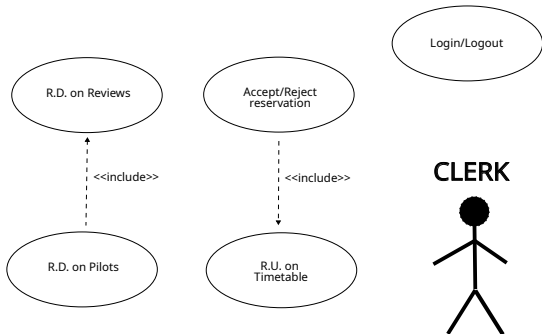 Login/Logout
R.D. on Reviews
Accept/Reject
reservation
<<include>>
<<include>>
CLERK
R.D. on Pilots
R.U. on
Timetable